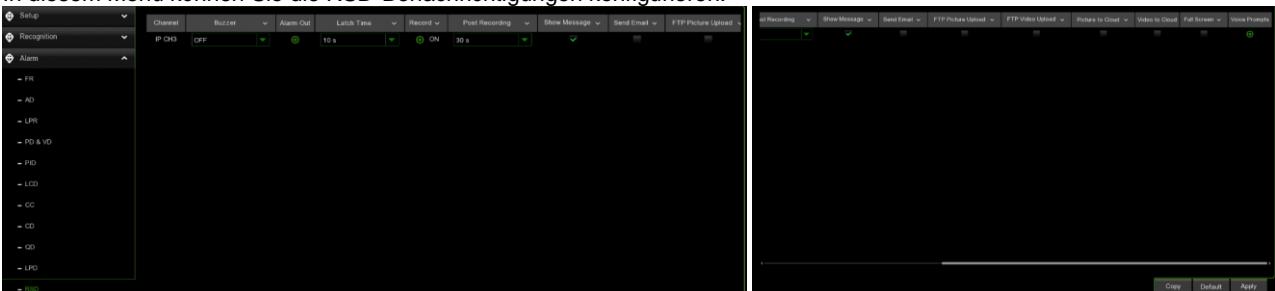 In diesem Menü können Sie die RSD-Benachrichtigungen konfigurieren.
Setup
Recognition
Alarm
FR
AD
LPR
PD & VD
PID
LCD
CC
CD
QD
LPD
RSD
Channel Buzzer Alarm Out Latch Time Record Post Recording Show Message Send Email FTP Picture Upload
IP CH3 OFF 10 s ON 30 s
Recording Show Message Send Email FTP Picture Upload FTP Video Upload Picture to Cloud Video to Cloud Full Screen Voice Prompts
Copy Default Apply